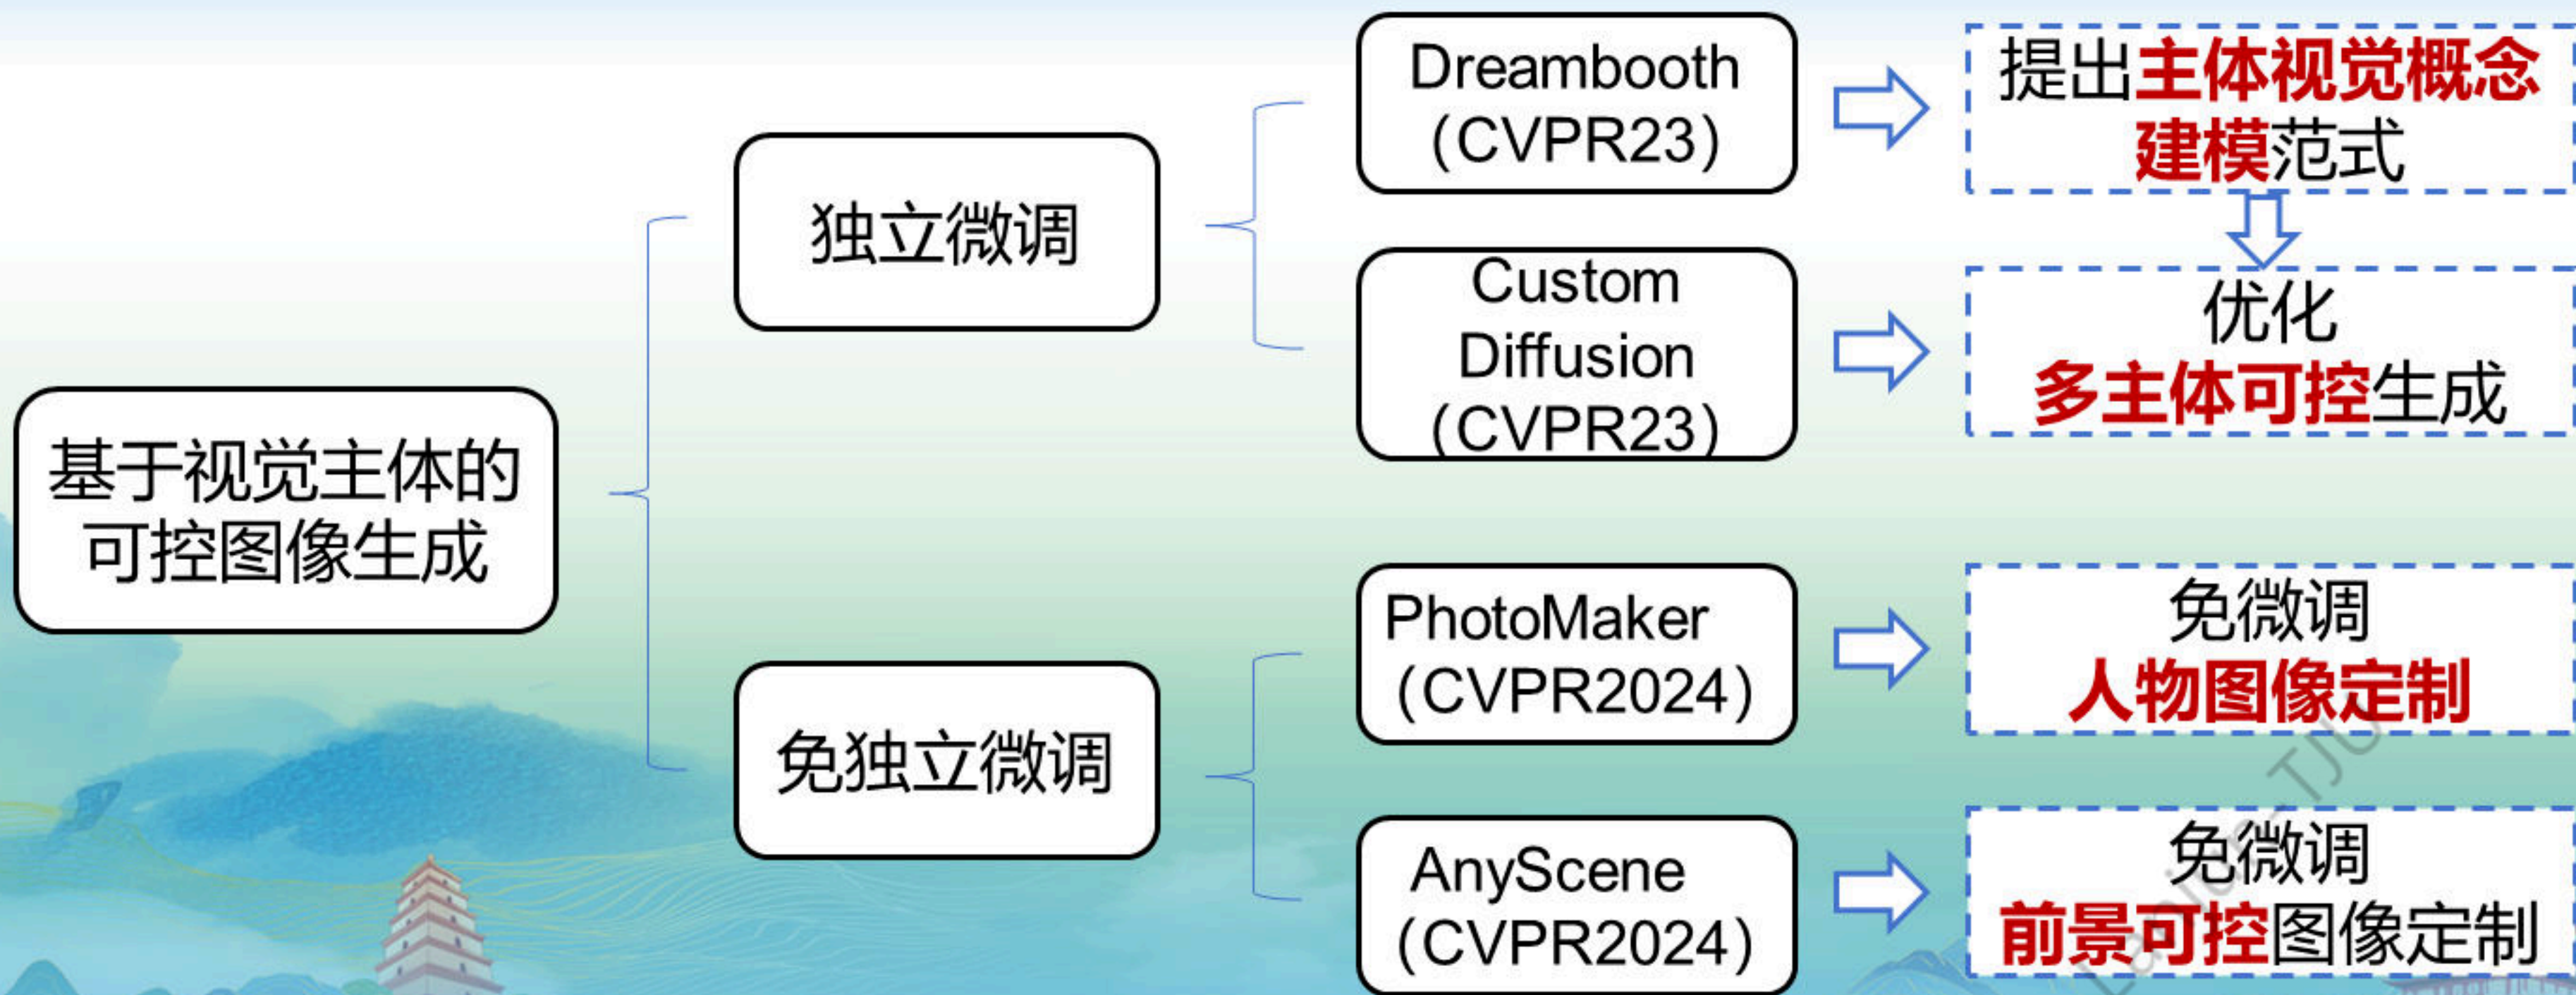 基于视觉主体的
可控图像生成
独立微调
Dreambooth
(CVPR23)
提出主体视觉概念
建模范式
Custom
Diffusion
(CVPR23)
优化
多主体可控生成
免独立微调
PhotoMaker
(CVPR2024)
免微调
人物图像定制
AnyScene
(CVPR2024)
免微调
前景可控图像定制